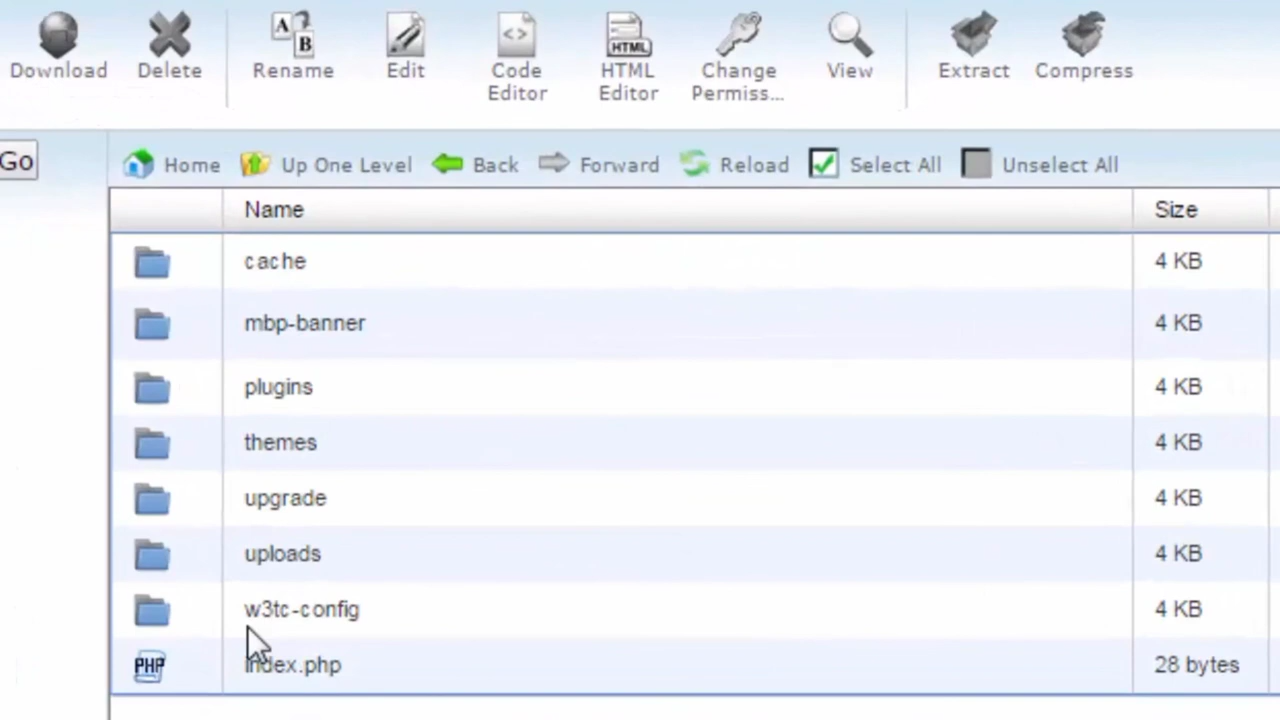 Download Delete Rename Edit Code Editor HTML Editor Change Permiss... View Extract Compress
Go Home Up One Level Back Forward Reload Select All Unselect All
Name Size
cache 4 KB
mbp-banner 4 KB
plugins 4 KB
themes 4 KB
upgrade 4 KB
uploads 4 KB
w3tc-config 4 KB
PHP index.php 28 bytes